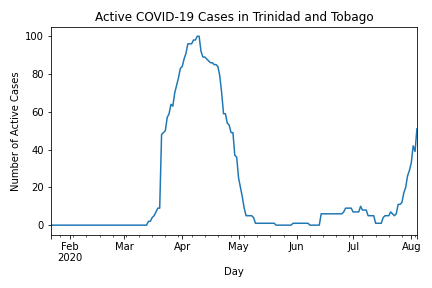 Active COVID-19 Cases in Trinidad and Tobago
100
80
60
40
20
0
Number of Active Cases
Feb Mar Apr May Jun Jul Aug
2020
Day